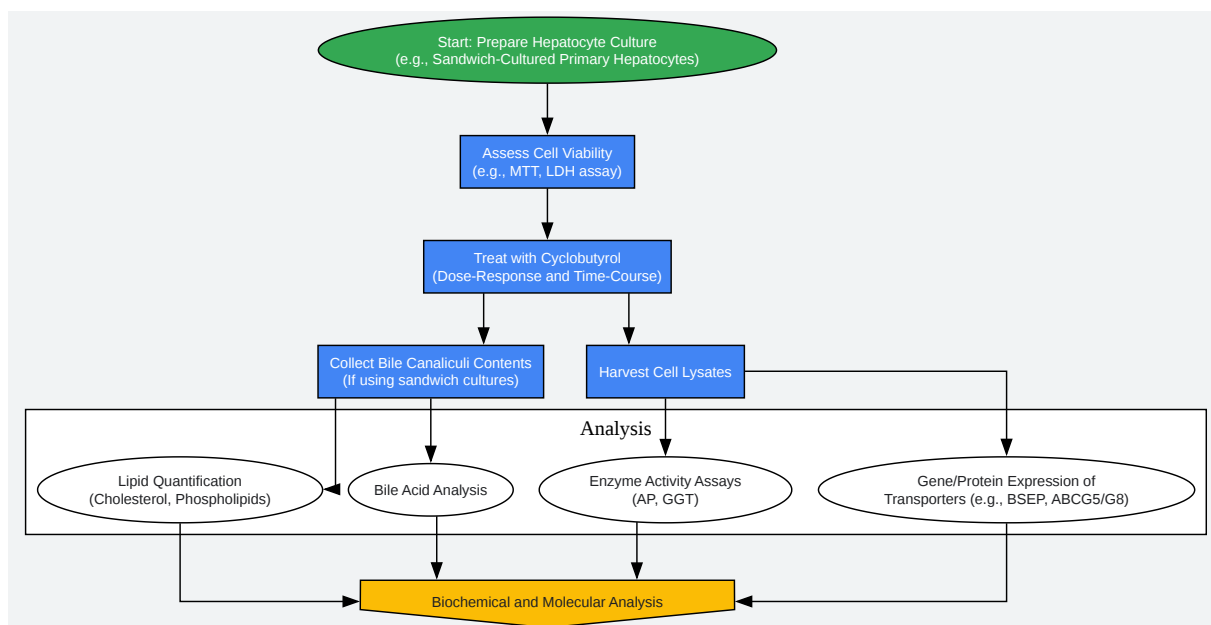 Start: Prepare Hepatocyte Culture
(e.g., Sandwich-Cultured Primary Hepatocytes)
Assess Cell Viability
(e.g., MTT, LDH assay)
Treat with Cyclobutyrol
(Dose-Response and Time-Course)
Collect Bile Canaliculi Contents
(If using sandwich cultures)
Harvest Cell Lysates
Analysis
Lipid Quantification
(Cholesterol, Phospholipids)
Bile Acid Analysis
Enzyme Activity Assays
(AP, GGT)
Gene/Protein Expression of
Transporters (e.g., BSEP, ABCG5/G8)
Biochemical and Molecular Analysis